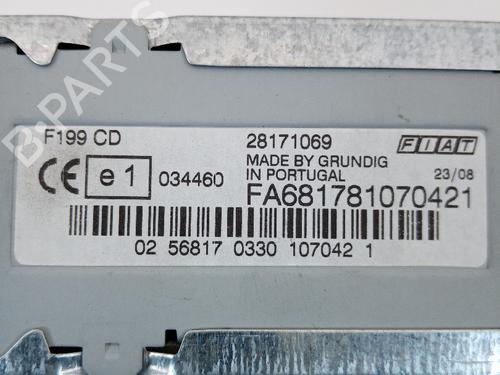 F199 CD
28171069
FIAT
MADE BY GRUNDIG
IN PORTUGAL
23/08
CE e1 034460
FA681781070421
02 56817 0330 107042 1
B-PARTS